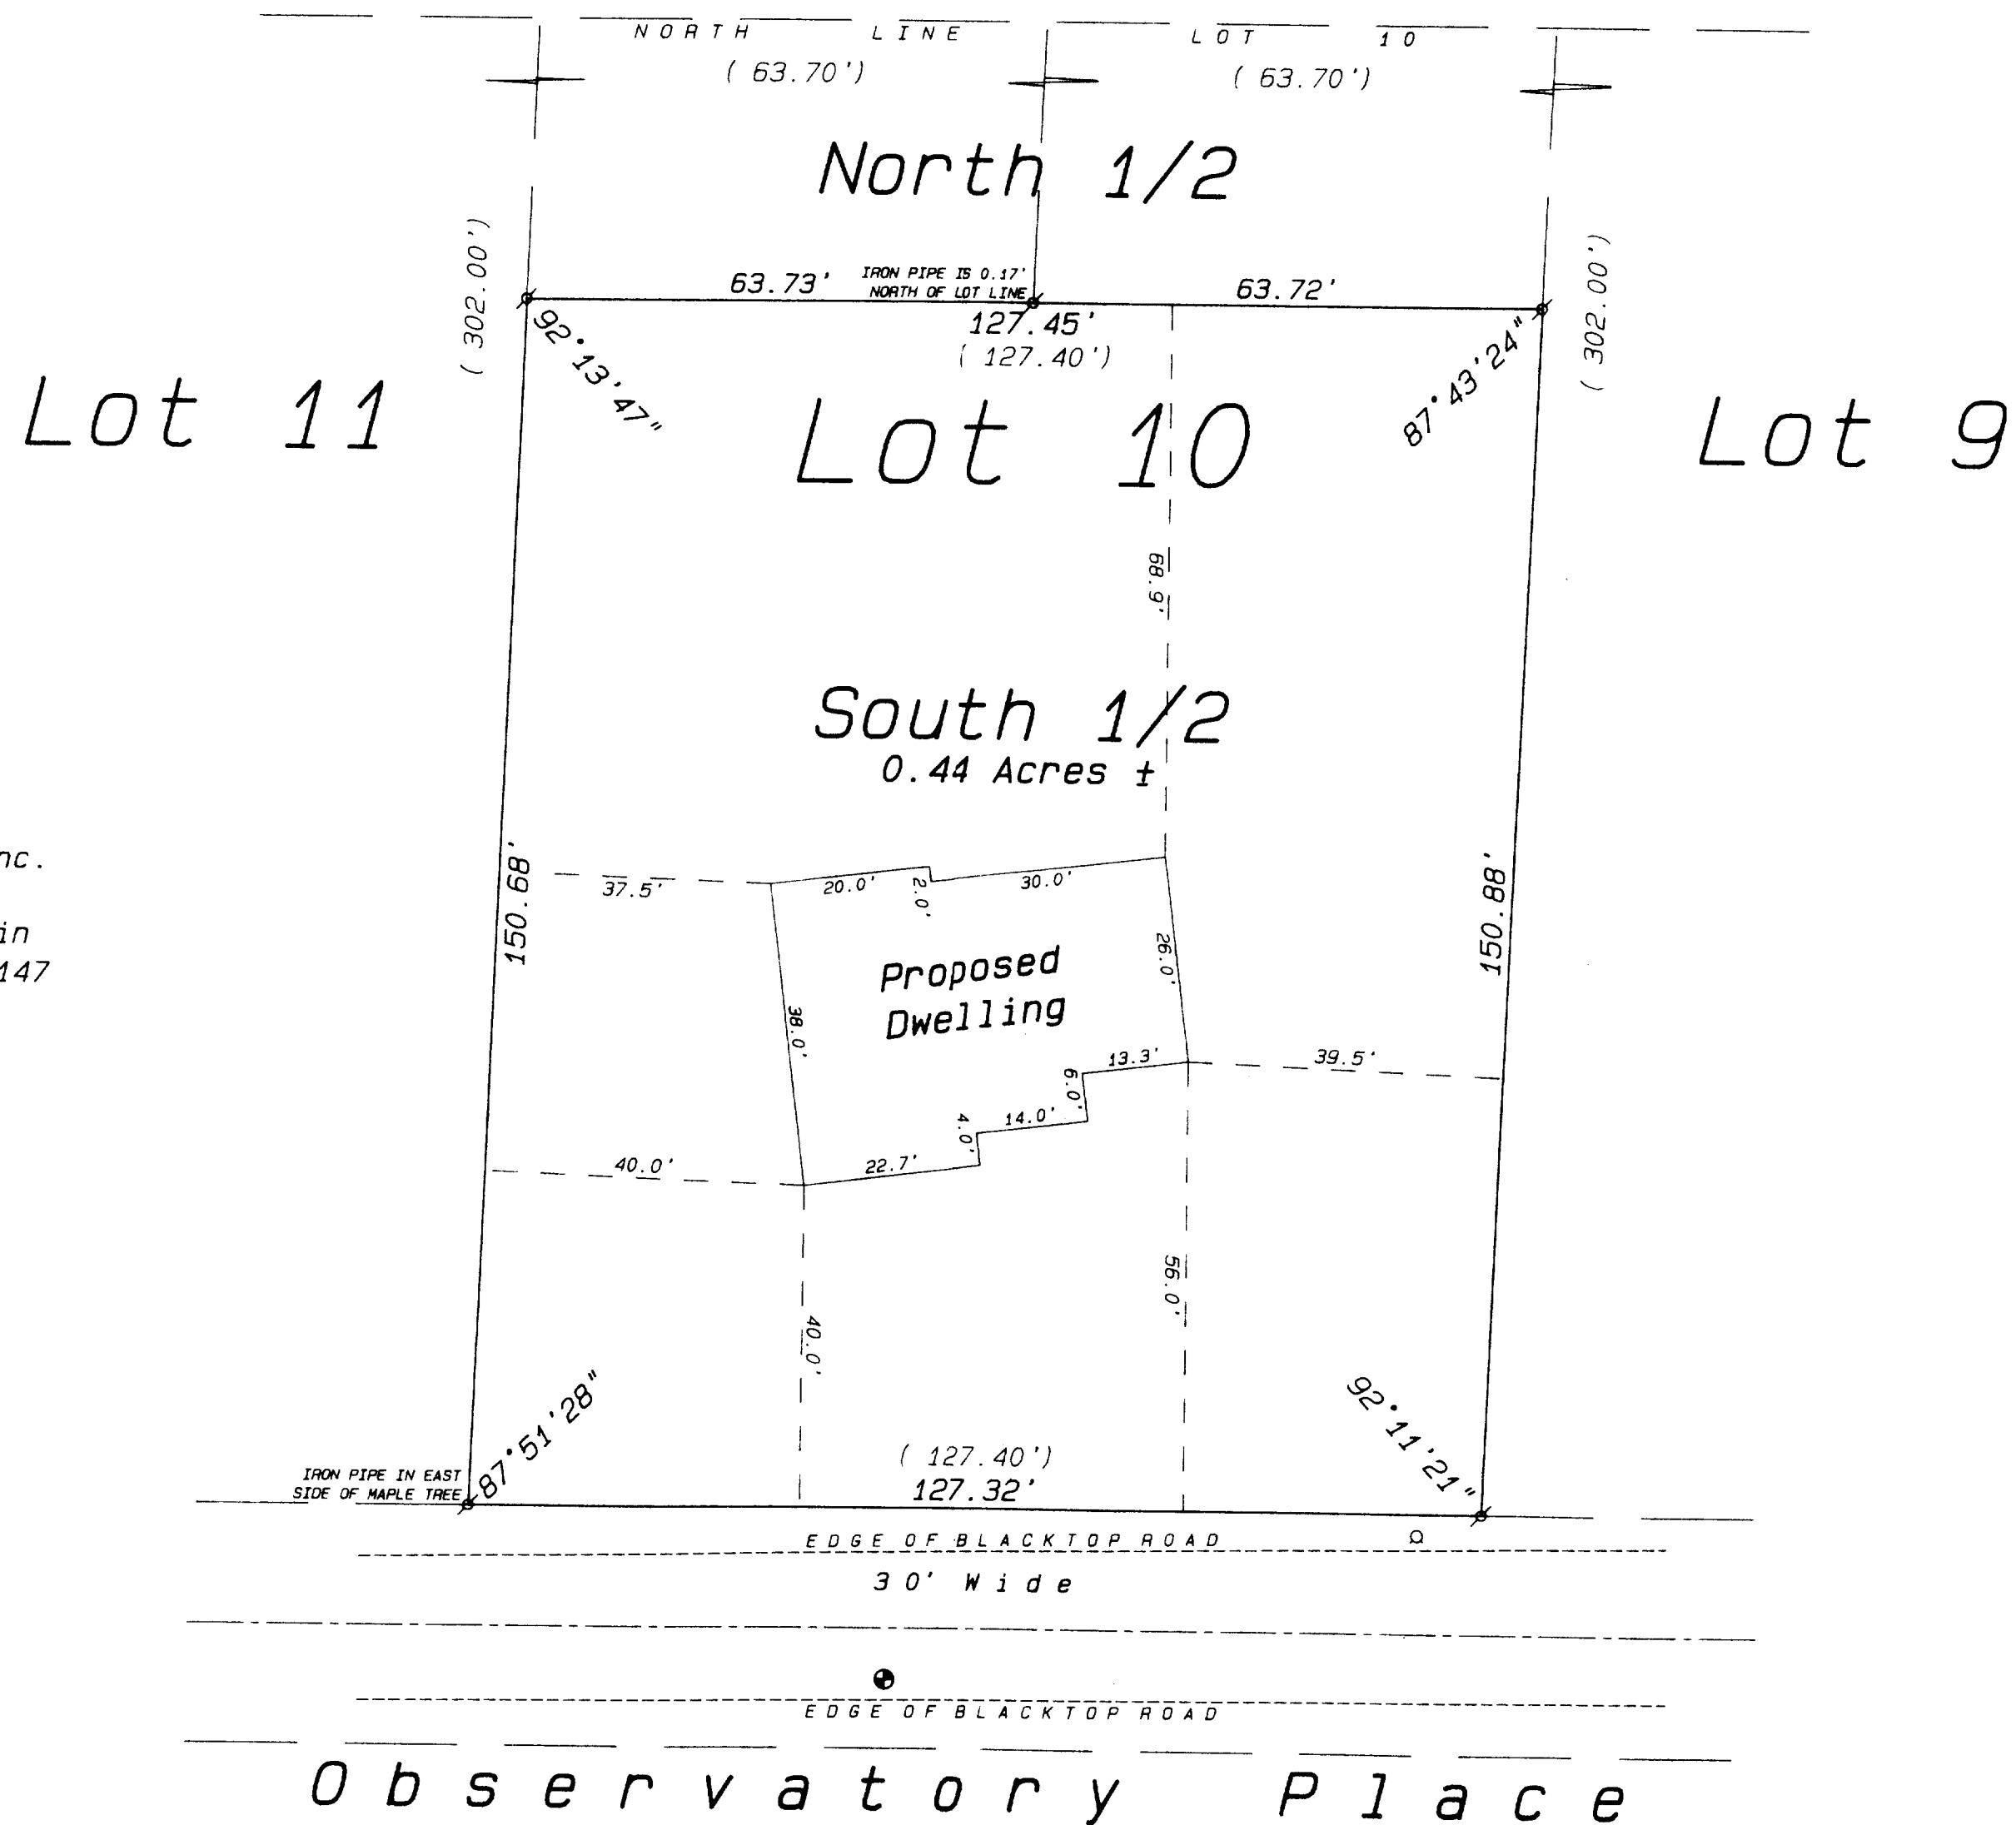 NORTH LINE LOT 10
( 63.70') ( 63.70')
North 1/2
( 302.00')
( 302.00')
63.73'
IRON PIPE IS 0.17'
NORTH OF LOT LINE
63.72'
127.45'
( 127.40')
92°13'47"
87°43'24"
Lot 11
Lot 10
Lot 9
68.9'
South 1/2
0.44 Acres ±
nc.
in
147
150.68'
150.88'
37.5'
20.0'
2.0'
30.0'
Proposed
Dwelling
26.0'
38.0'
13.3'
39.5'
6.0'
14.0'
4.0'
22.7'
40.0'
56.0'
40.0'
87°51'28"
92°11'21"
( 127.40')
127.32'
IRON PIPE IN EAST
SIDE OF MAPLE TREE
EDGE OF BLACKTOP ROAD
30' Wide
EDGE OF BLACKTOP ROAD
Observatory Place